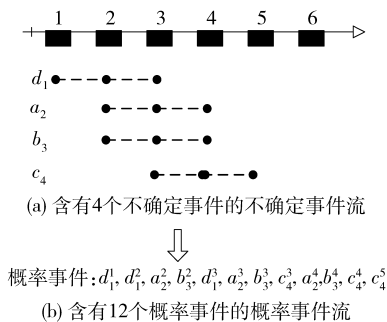 1 2 3 4 5 6
d₁
a₂
b₃
c₄
(a) 含有4个不确定事件的不确定事件流
概率事件:d₁¹, d₁², a₂², b₃², d₁³, a₂³, b₃³, c₄³, a₂⁴,b₃⁴, c₄⁴, c₄⁵
(b) 含有12个概率事件的概率事件流